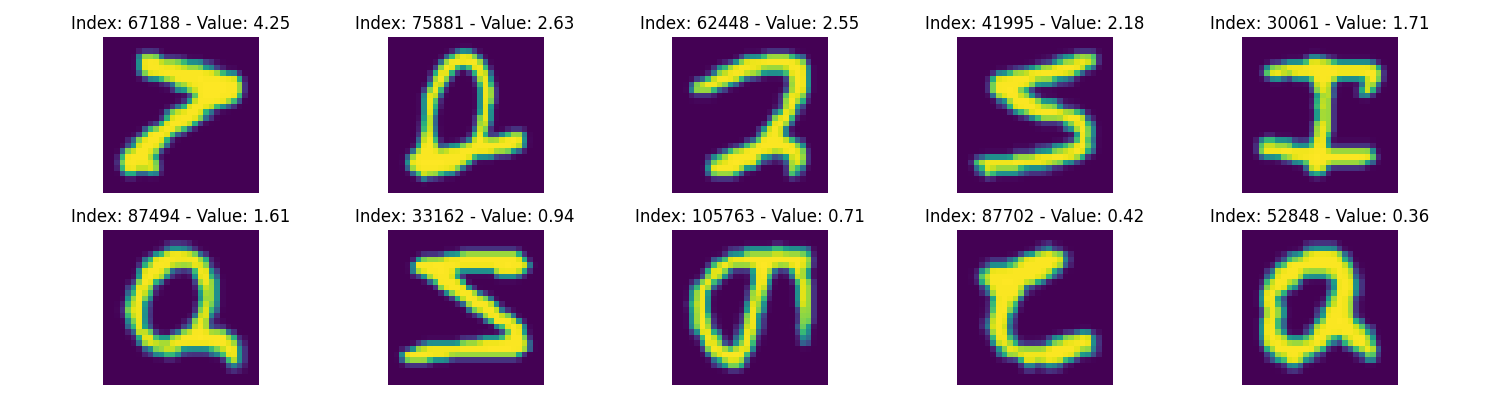 Index: 67188 - Value: 4.25 Index: 75881 - Value: 2.63 Index: 62448 - Value: 2.55 Index: 41995 - Value: 2.18 Index: 30061 - Value: 1.71
S I
Index: 87494 - Value: 1.61 Index: 33162 - Value: 0.94 Index: 105763 - Value: 0.71 Index: 87702 - Value: 0.42 Index: 52848 - Value: 0.36
Q S a